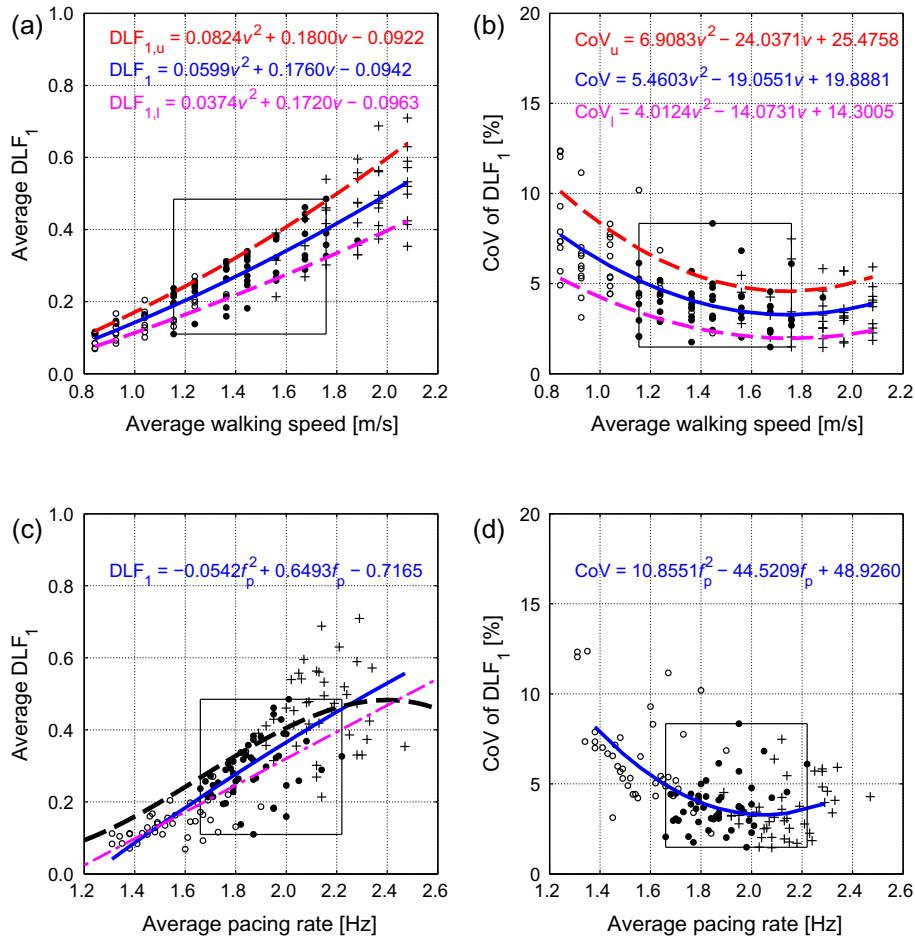 (a)
DLF1,u = 0.0824v² + 0.1800v − 0.0922
DLF1 = 0.0599v² + 0.1760v − 0.0942
DLF1,l = 0.0374v² + 0.1720v − 0.0963
Average DLF1
1.0
0.8
0.6
0.4
0.2
0.0
0.8 1.0 1.2 1.4 1.6 1.8 2.0 2.2
Average walking speed [m/s]
(b)
CoVu = 6.9083v² − 24.0371v + 25.4758
CoV = 5.4603v² − 19.0551v + 19.8881
CoVl = 4.0124v² − 14.0731v + 14.3005
CoV of DLF1 [%]
20
15
10
5
0
0.8 1.0 1.2 1.4 1.6 1.8 2.0 2.2
Average walking speed [m/s]
(c)
DLF1 = −0.0542fp² + 0.6493fp − 0.7165
Average DLF1
1.0
0.8
0.6
0.4
0.2
0.0
1.2 1.4 1.6 1.8 2.0 2.2 2.4 2.6
Average pacing rate [Hz]
(d)
CoV = 10.8551fp² − 44.5209fp + 48.9260
CoV of DLF1 [%]
20
15
10
5
0
1.2 1.4 1.6 1.8 2.0 2.2 2.4 2.6
Average pacing rate [Hz]